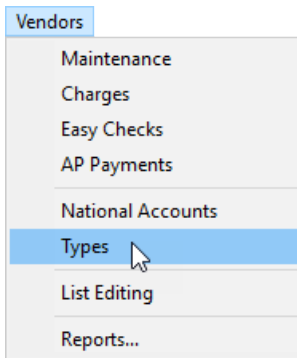 Vendors
Maintenance
Charges
Easy Checks
AP Payments
National Accounts
Types
List Editing
Reports...